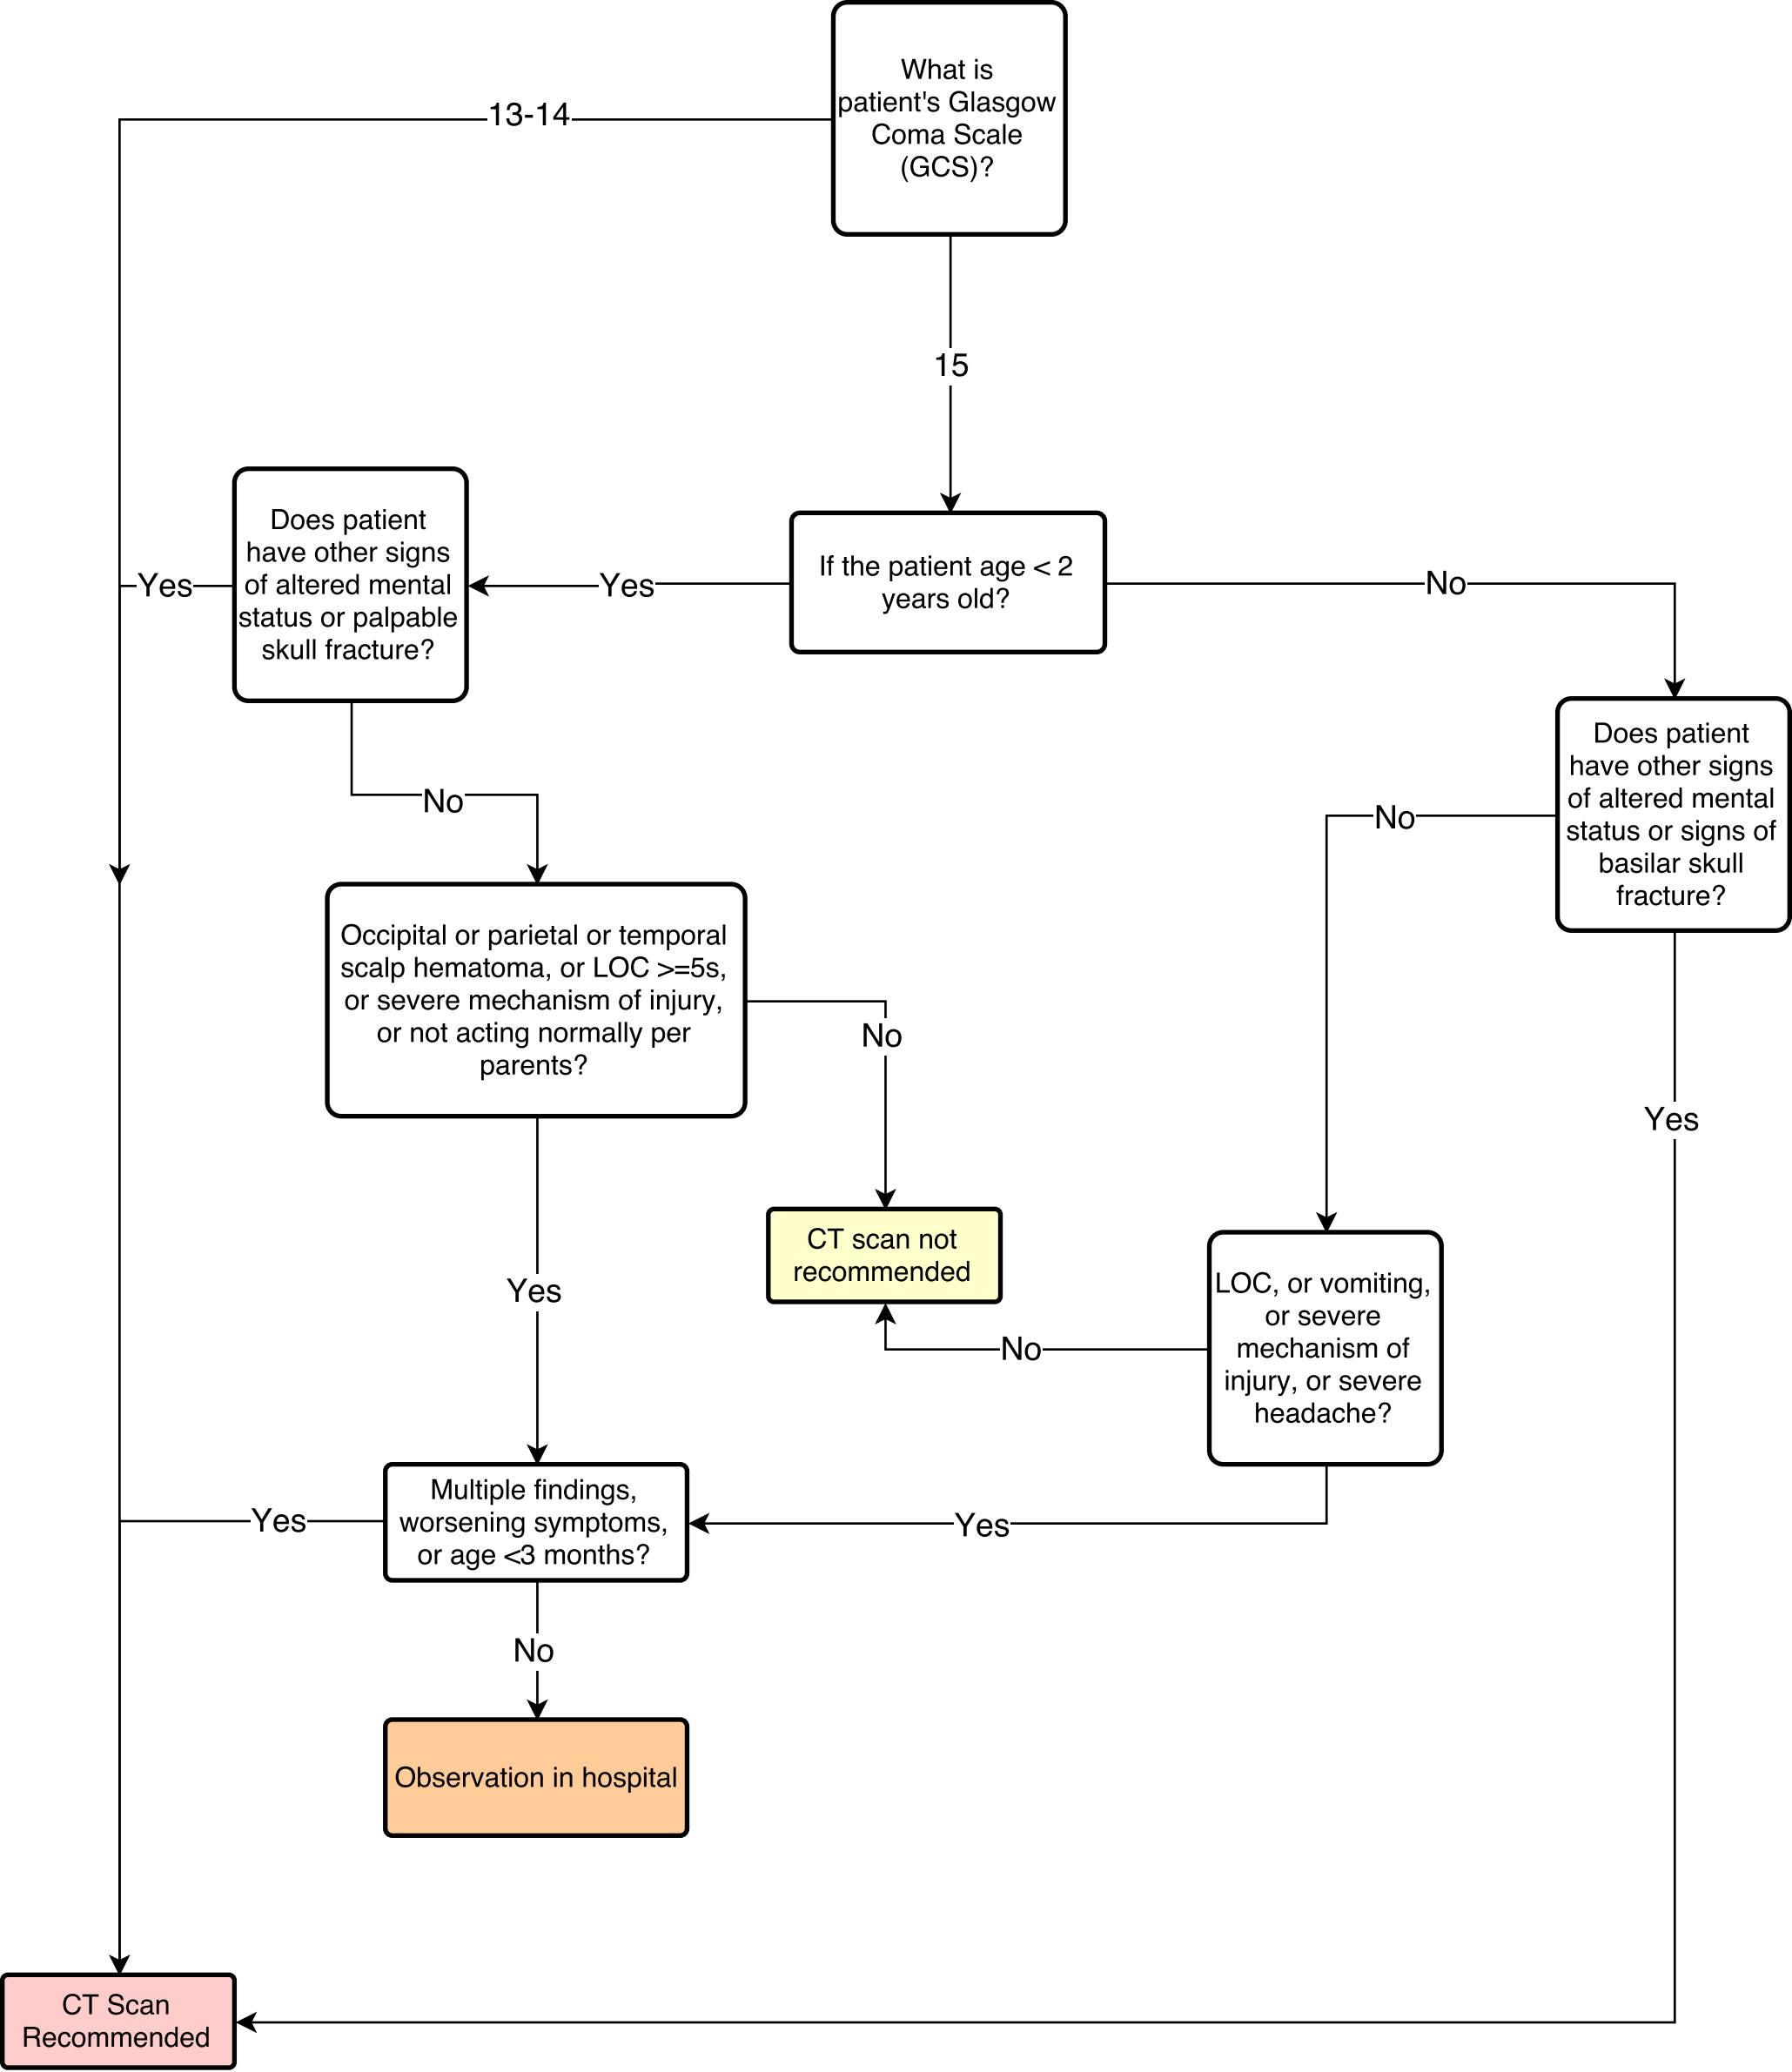 What is
patient's Glasgow
Coma Scale
(GCS)?
13-14
15
If the patient age < 2
years old?
Yes
No
Does patient
have other signs
of altered mental
status or palpable
skull fracture?
Yes
No
Does patient
have other signs
of altered mental
status or signs of
basilar skull
fracture?
No
Yes
Occipital or parietal or temporal
scalp hematoma, or LOC >=5s,
or severe mechanism of injury,
or not acting normally per
parents?
No
Yes
CT scan not
recommended
LOC, or vomiting,
or severe
mechanism of
injury, or severe
headache?
No
Yes
Multiple findings,
worsening symptoms,
or age <3 months?
Yes
No
Observation in hospital
CT Scan
Recommended